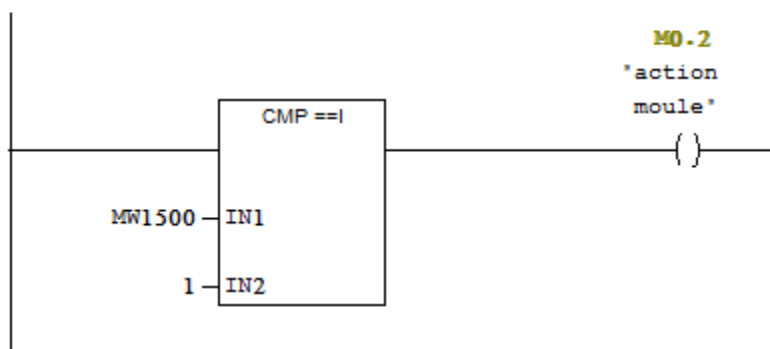 M0.2
"action
moule"
CMP ==I
MW1500
IN1
1
IN2